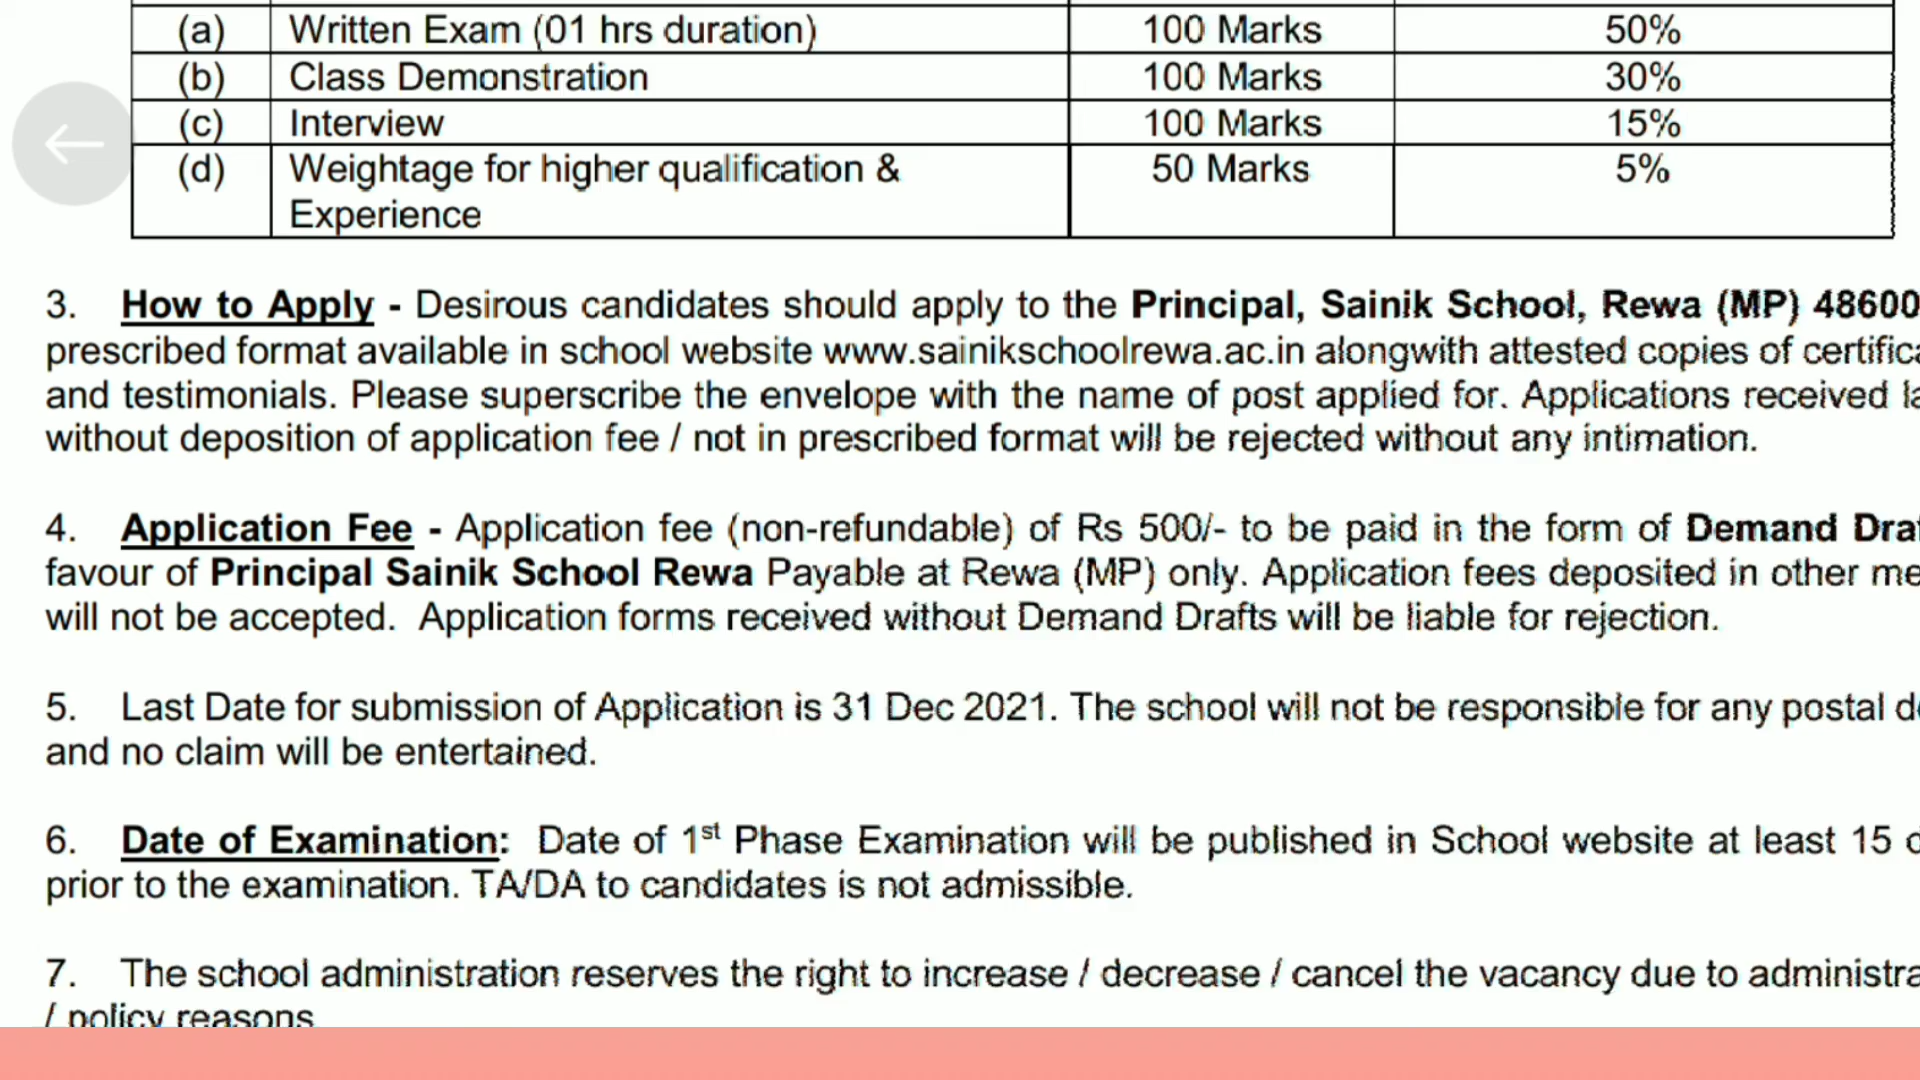 (a) Written Exam (01 hrs duration) 100 Marks 50%
(b) Class Demonstration 100 Marks 30%
(c) Interview 100 Marks 15%
(d) Weightage for higher qualification & 50 Marks 5%
Experience
3. How to Apply - Desirous candidates should apply to the Principal, Sainik School, Rewa (MP) 48600
prescribed format available in school website www.sainikschoolrewa.ac.in alongwith attested copies of
and testimonials. Please superscribe the envelope with the name of post applied for. Applications received
without deposition of application fee / not in prescribed format will be rejected without any intimation.
4. Application Fee - Application fee (non-refundable) of Rs 500/- to be paid in the form of Demand
favour of Principal Sainik School Rewa Payable at Rewa (MP) only. Application fees deposited in other
will not be accepted. Application forms received without Demand Drafts will be liable for rejection.
5. Last Date for submission of Application is 31 Dec 2021. The school will not be responsible for any postal
and no claim will be entertained.
6. Date of Examination: Date of 1st Phase Examination will be published in School website at least 15
prior to the examination. TA/DA to candidates is not admissible.
7. The school administration reserves the right to increase / decrease / cancel the vacancy due to
/ policy reasons